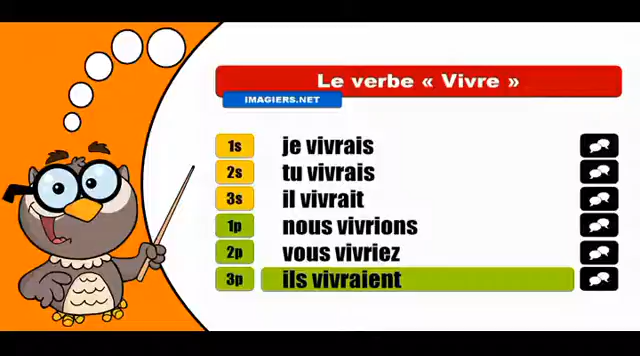 Le verbe « Vivre »
IMAGIERS.NET
1s je vivrais
2s tu vivrais
3s il vivrait
1p nous vivrions
2p vous vivriez
3p ils vivraient